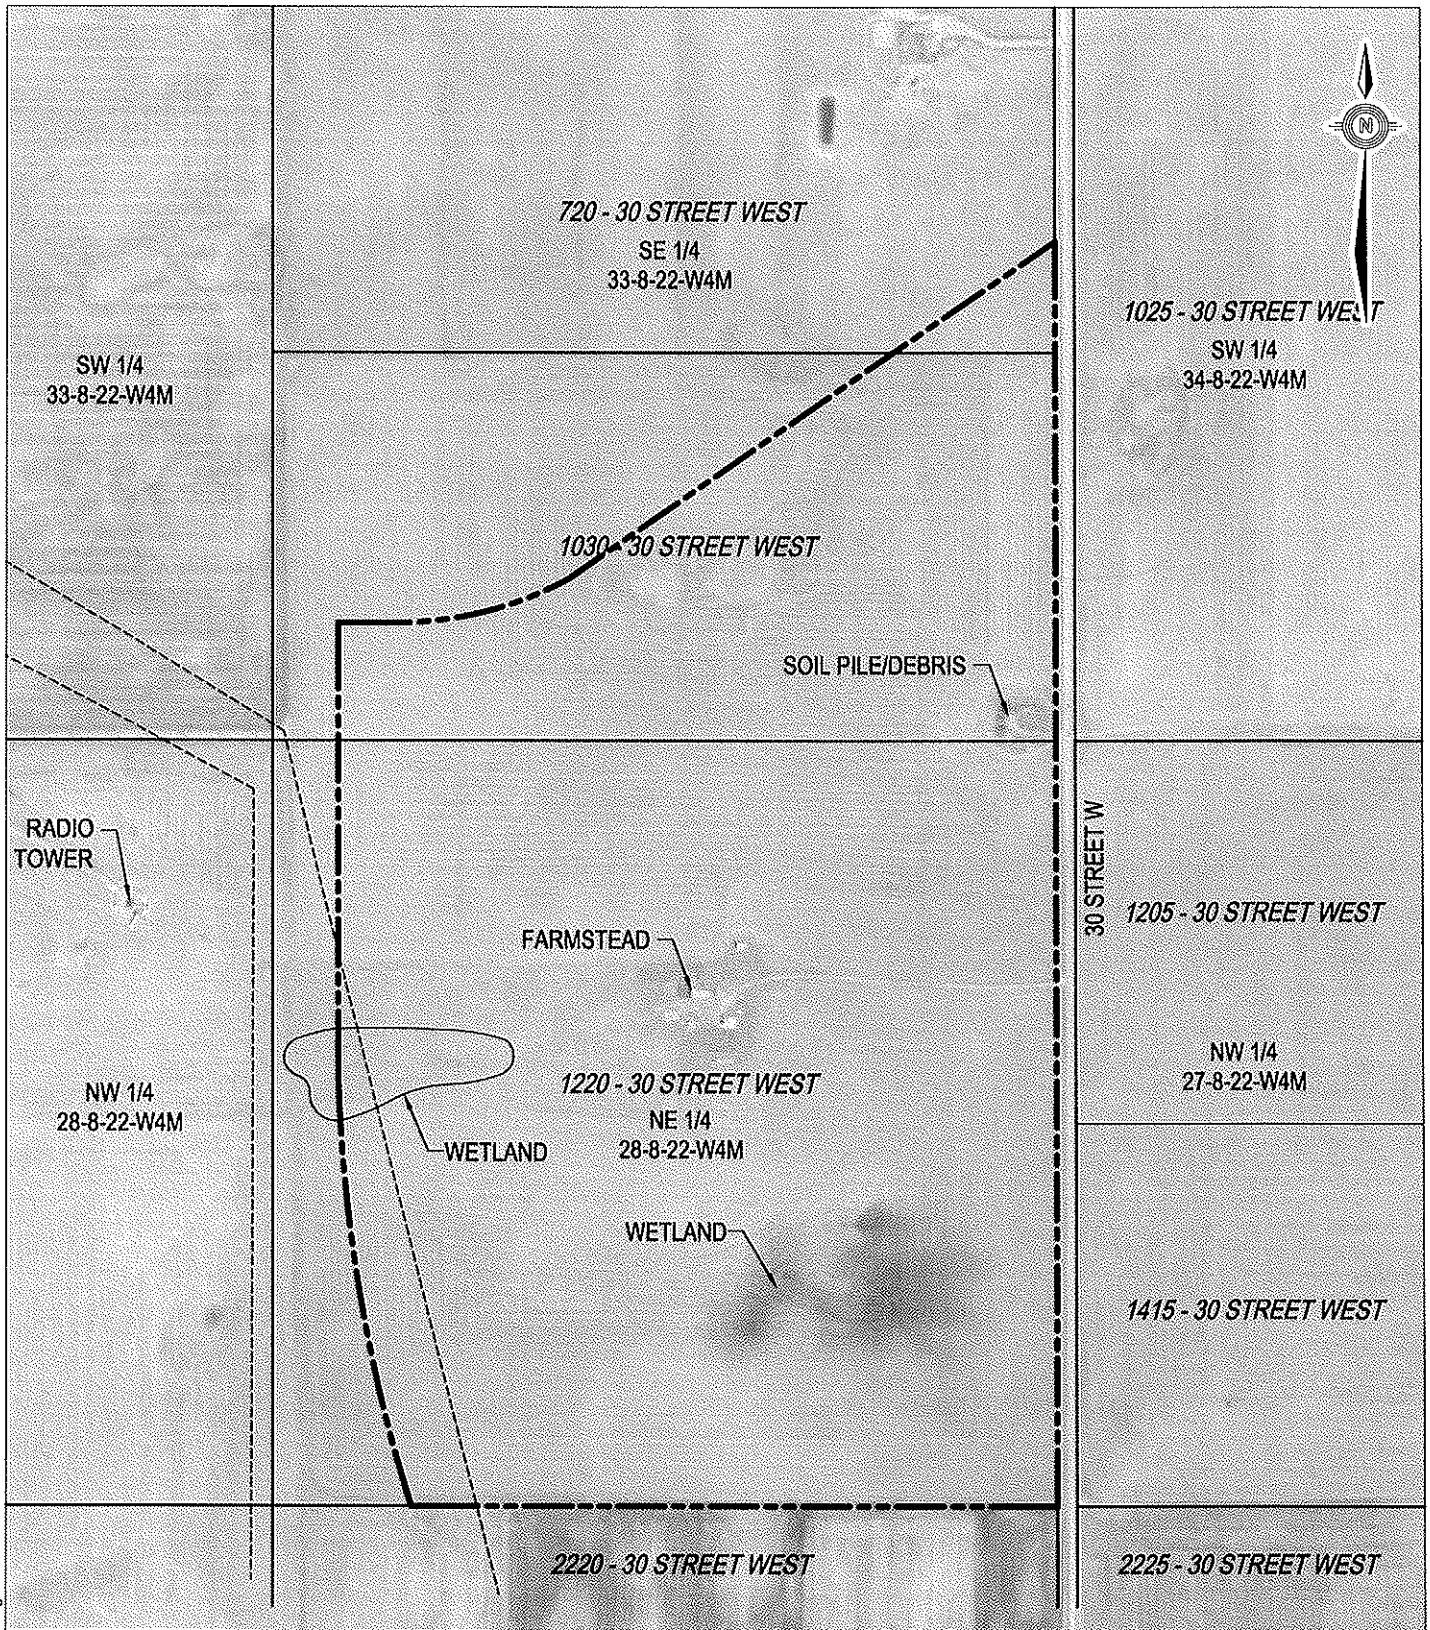 N
720 - 30 STREET WEST
SE 1/4
33-8-22-W4M
1025 - 30 STREET WEST
SW 1/4
34-8-22-W4M
SW 1/4
33-8-22-W4M
1030 - 30 STREET WEST
SOIL PILE/DEBRIS
RADIO
TOWER
30 STREET W
1205 - 30 STREET WEST
FARMSTEAD
NW 1/4
27-8-22-W4M
1220 - 30 STREET WEST
NE 1/4
28-8-22-W4M
NW 1/4
28-8-22-W4M
WETLAND
WETLAND
1415 - 30 STREET WEST
2220 - 30 STREET WEST
2225 - 30 STREET WEST